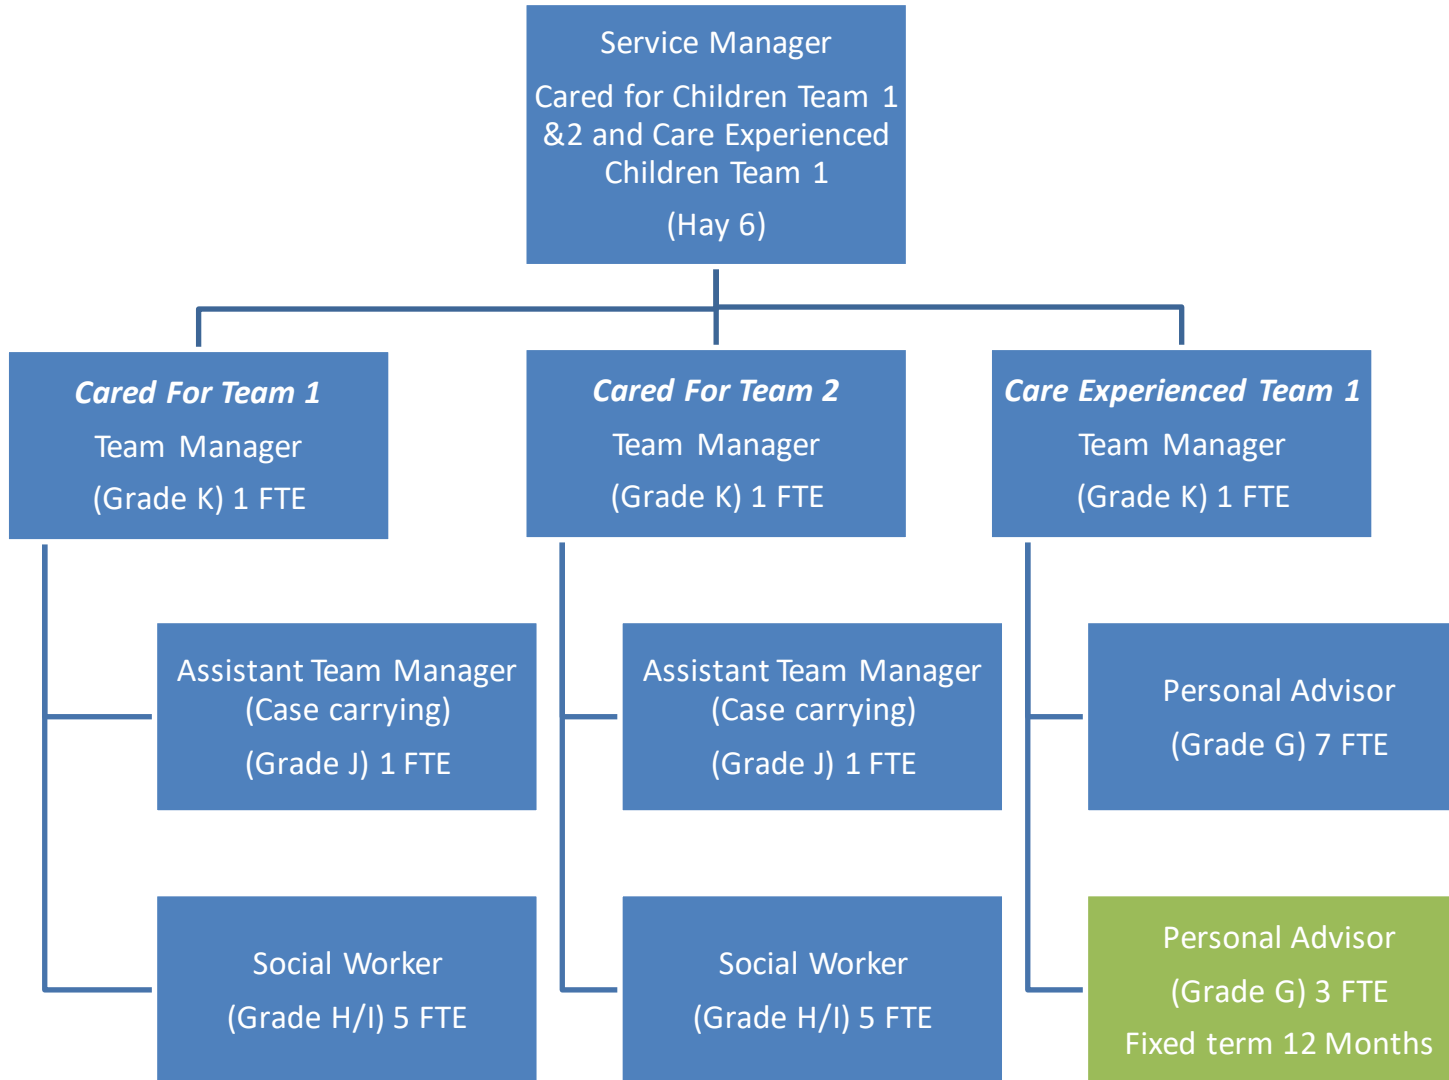 Service Manager
Cared for Children Team 1
&2 and Care Experienced
Children Team 1
(Hay 6)
Cared For Team 1
Team Manager
(Grade K) 1 FTE
Cared For Team 2
Team Manager
(Grade K) 1 FTE
Care Experienced Team 1
Team Manager
(Grade K) 1 FTE
Assistant Team Manager
(Case carrying)
(Grade J) 1 FTE
Assistant Team Manager
(Case carrying)
(Grade J) 1 FTE
Personal Advisor
(Grade G) 7 FTE
Social Worker
(Grade H/I) 5 FTE
Social Worker
(Grade H/I) 5 FTE
Personal Advisor
(Grade G) 3 FTE
Fixed term 12 Months